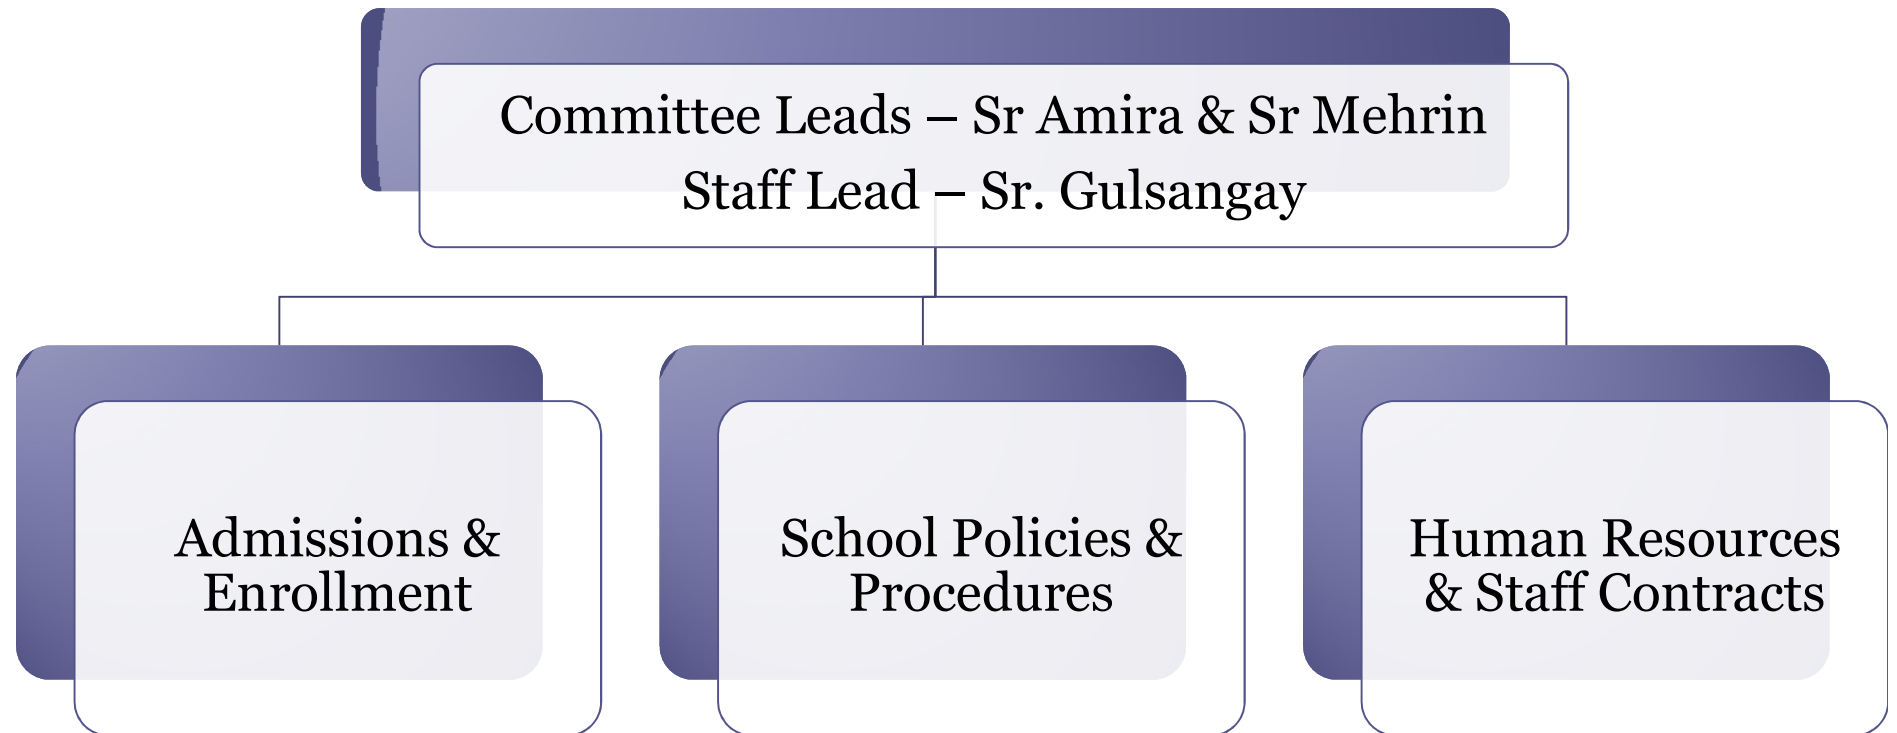 Committee Leads – Sr Amira & Sr Mehrin
Staff Lead – Sr. Gulsangay
Admissions &
Enrollment
School Policies &
Procedures
Human Resources
& Staff Contracts